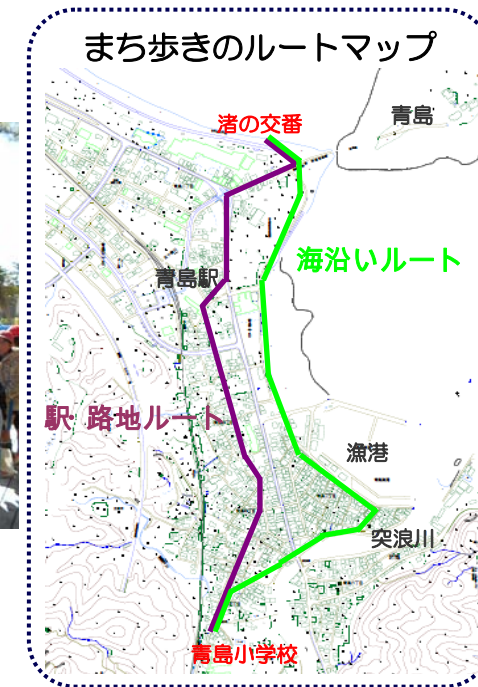 まち歩きのルートマップ
渚の交番
青島
海沿いルート
青島駅
駅・路地ルート
漁港
突浪川
青島小学校